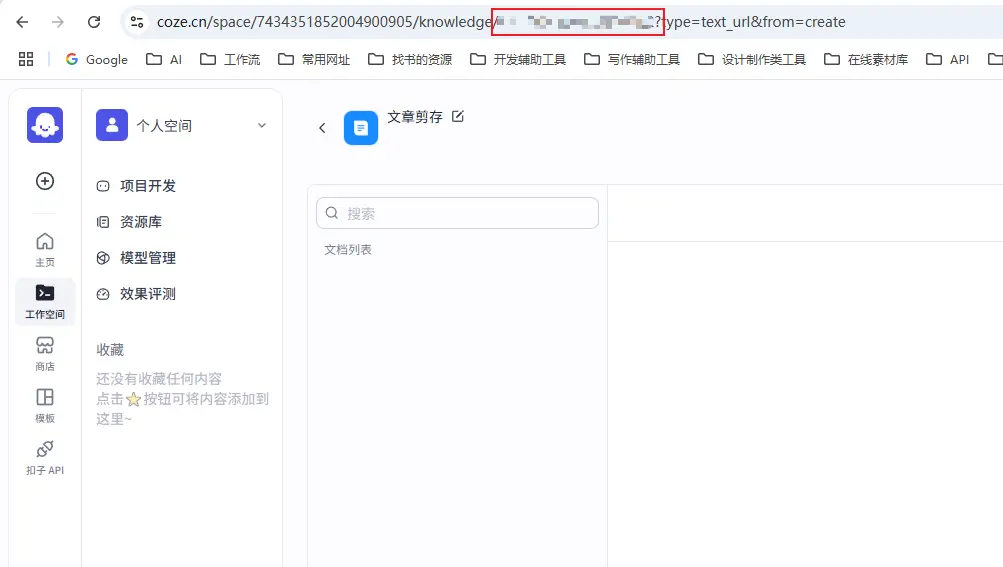 coze.cn/space/7434351852004900905/knowledge/ ?type=text_url&from=create
Google AI 工作流 常用网址 找书的资源 开发辅助工具 写作辅助工具 设计制作类工具 在线素材库 API
个人空间
文章剪存
项目开发
资源库
模型管理
效果评测
收藏
还没有收藏任何内容
点击⭐按钮可将内容添加到
这里~
主页
工作空间
商店
模板
扣子 API
搜索
文档列表